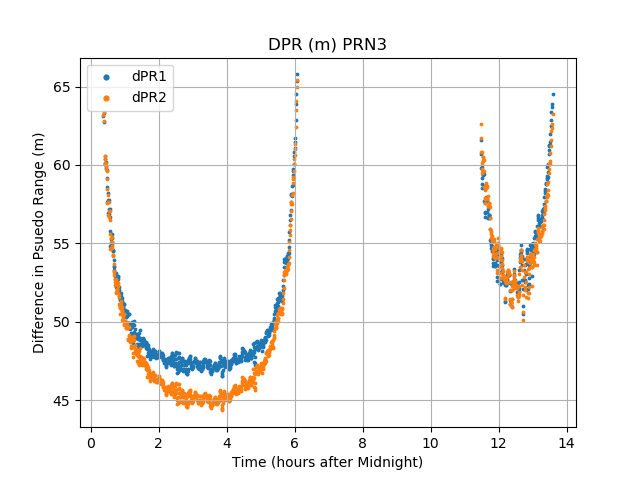 DPR (m) PRN3
dPR1
dPR2
Difference in Psuedo Range (m)
65
60
55
50
45
0 2 4 6 8 10 12 14
Time (hours after Midnight)